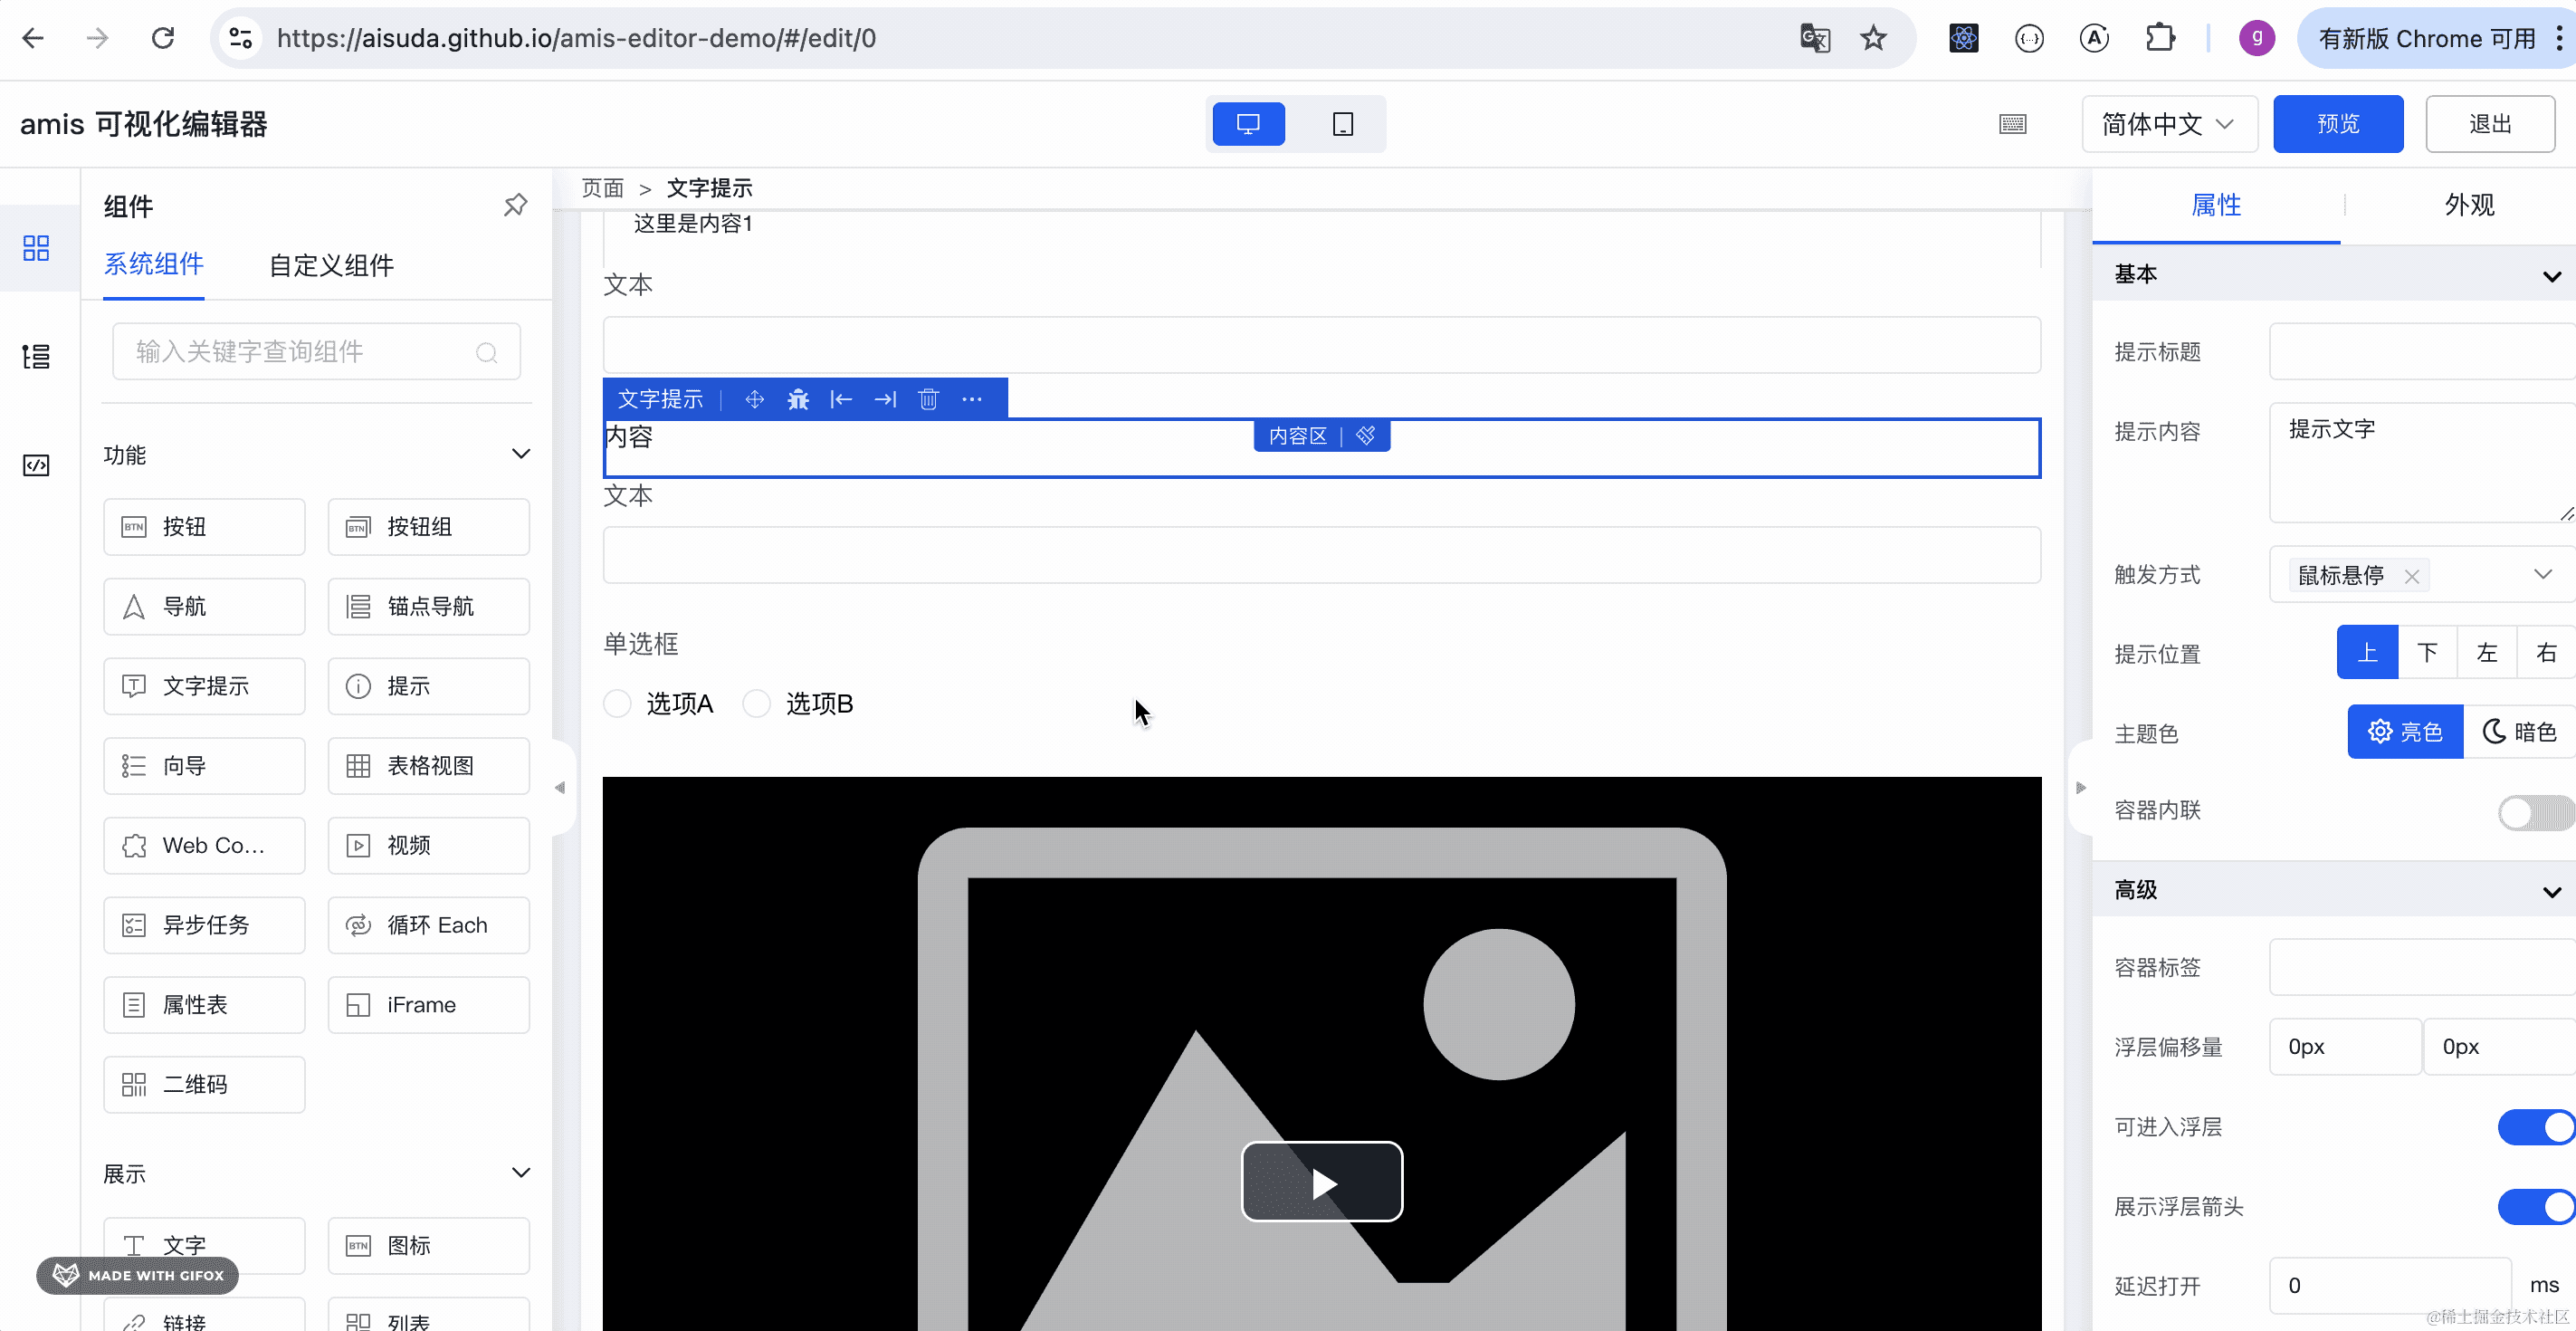 https://aisuda.github.io/amis-editor-demo/#/edit/0
g
有新版 Chrome 可用
amis 可视化编辑器
简体中文
预览
退出
组件
系统组件
自定义组件
输入关键字查询组件
功能
BTN 按钮
BTN 按钮组
导航
锚点导航
文字提示
提示
向导
表格视图
Web Co...
视频
异步任务
循环 Each
属性表
iFrame
二维码
展示
文字
BTN 图标
链接
列表
MADE WITH GIFOX
页面 > 文字提示
这里是内容1
文本
文字提示
内容
内容区
文本
单选框
选项A
选项B
属性
外观
基本
提示标题
提示内容
提示文字
触发方式
鼠标悬停
提示位置
上 下 左 右
主题色
亮色
暗色
容器内联
高级
容器标签
浮层偏移量
0px
0px
可进入浮层
展示浮层箭头
延迟打开
0
ms
@稀土掘金技术社区